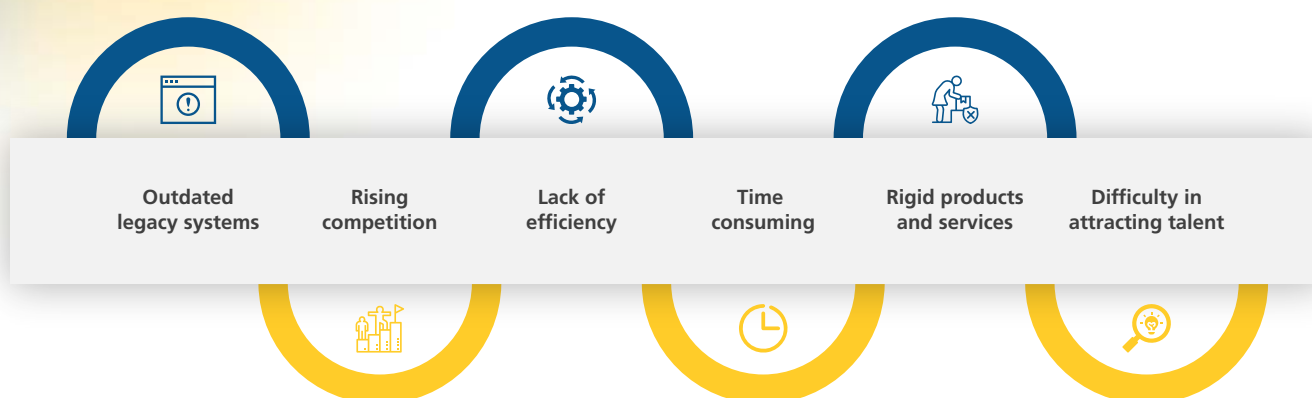 Outdated
legacy systems
Rising
competition
Lack of
efficiency
Time
consuming
Rigid products
and services
Difficulty in
attracting talent